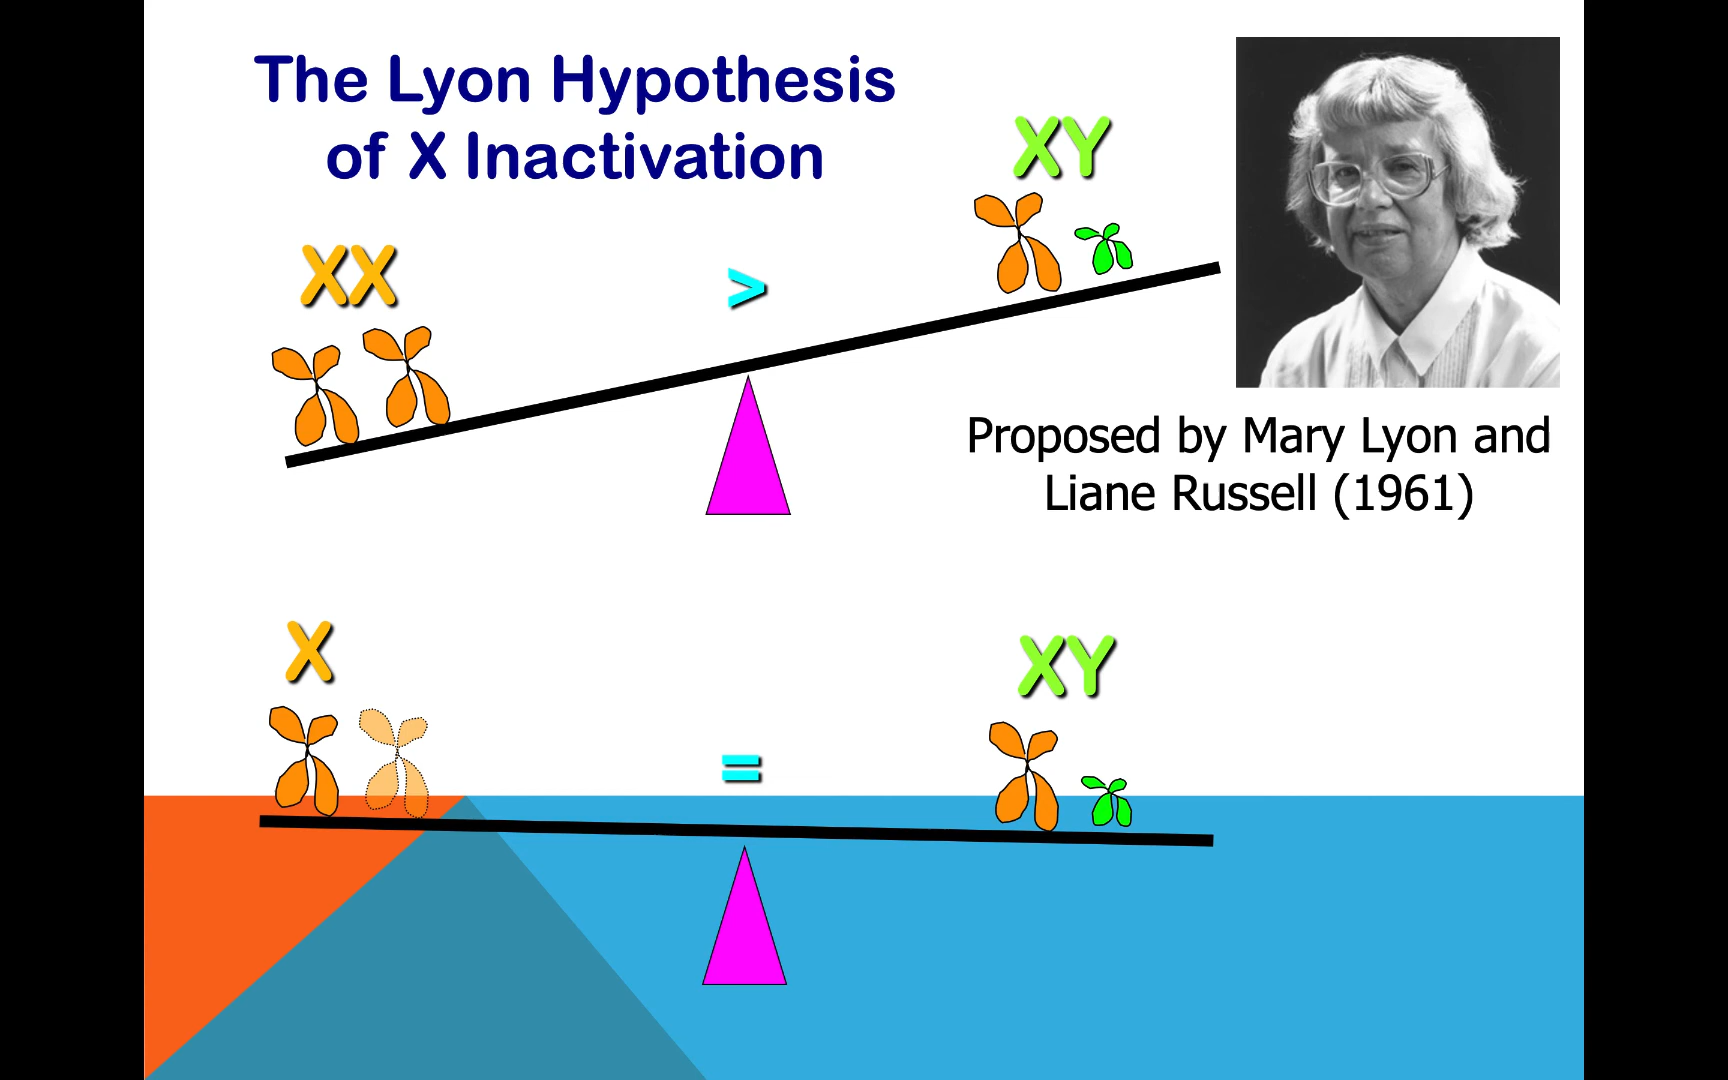 The Lyon Hypothesis
of X Inactivation
XY
XX
>
Proposed by Mary Lyon and
Liane Russell (1961)
X
XY
=